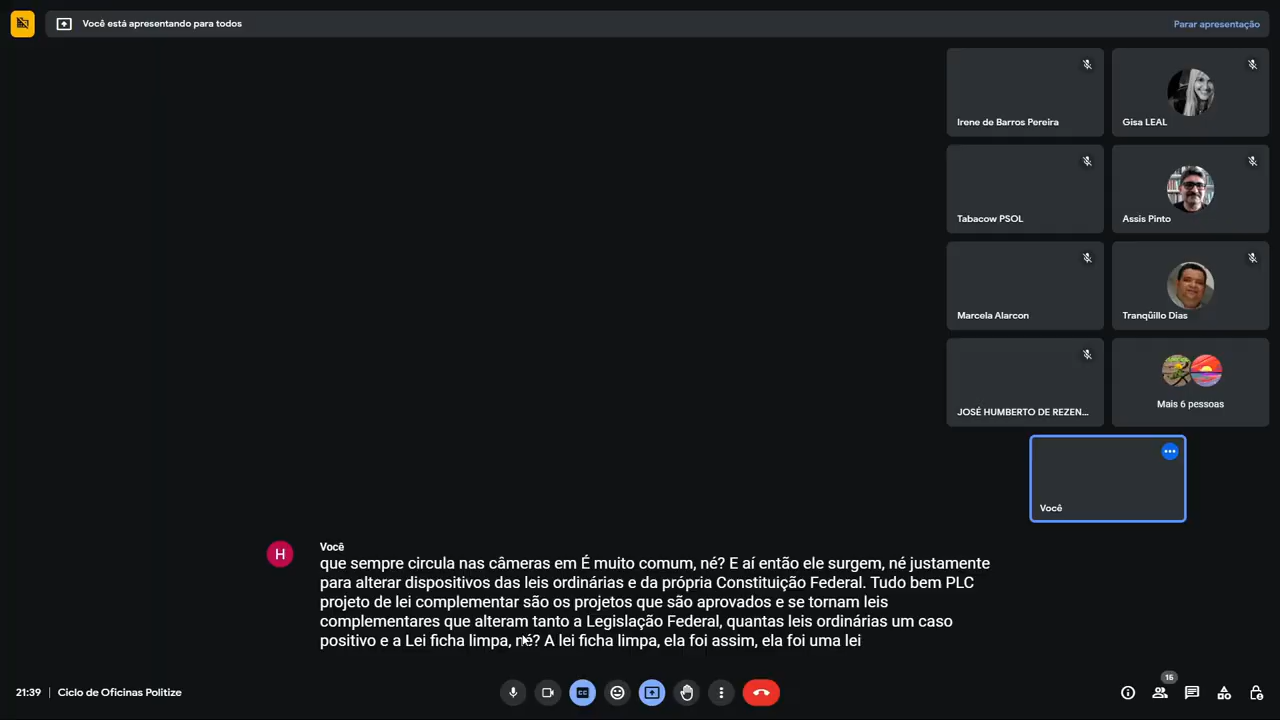 Você está apresentando para todos
Parar apresentação
Irene de Barros Pereira
Gisa LEAL
Tabacow PSOL
Assis Pinto
Marcela Alarcon
Tranqüillo Dias
JOSÉ HUMBERTO DE REZEN...
Mais 6 pessoas
Você
H
Você
que sempre circula nas câmeras em É muito comum, né? E aí então ele surgem, né justamente
para alterar dispositivos das leis ordinárias e da própria Constituição Federal. Tudo bem PLC
projeto de lei complementar são os projetos que são aprovados e se tornam leis
complementares que alteram tanto a Legislação Federal, quantas leis ordinárias um caso
positivo e a Lei ficha limpa, né? A lei ficha limpa, ela foi assim, ela foi uma lei
21:39 | Ciclo de Oficinas Politize
CC
16